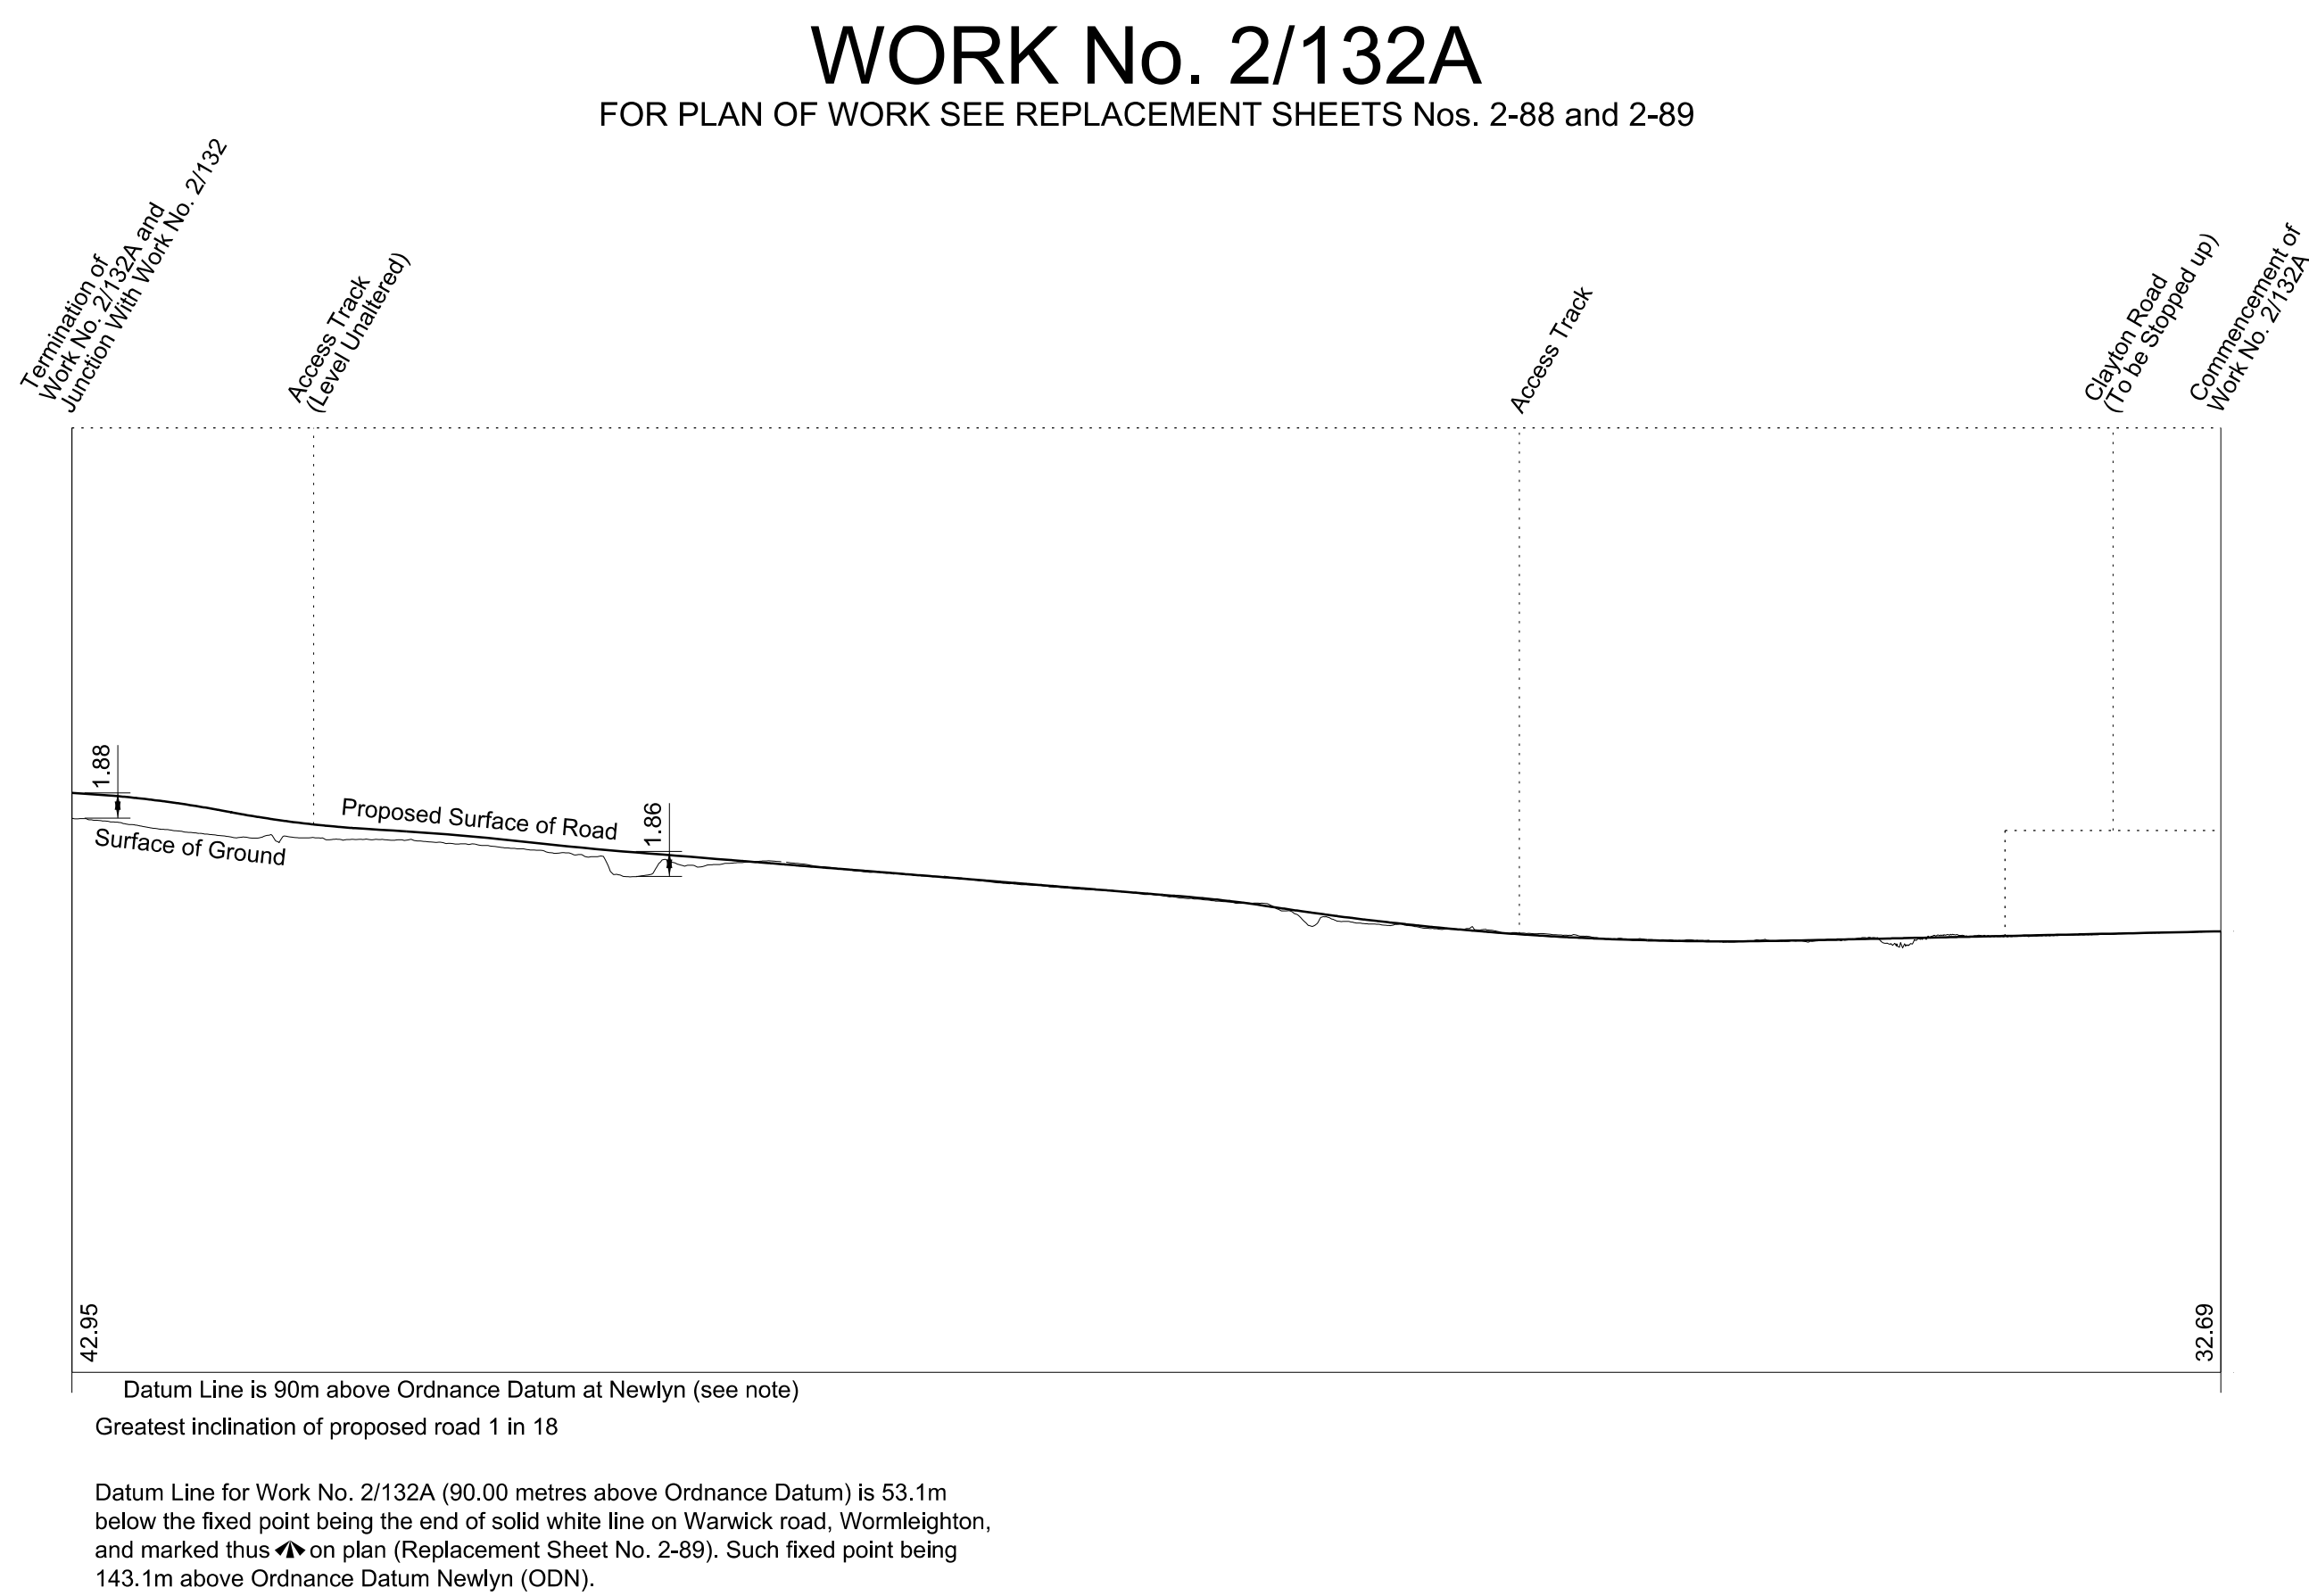 WORK No. 2/132A
FOR PLAN OF WORK SEE REPLACEMENT SHEETS Nos. 2-88 and 2-89
Termination of
Work No. 2/132A and
Junction With Work No. 2/132
Access Track
(Level Unaltered)
Access Track
Clayton Road
(To be Stopped up)
Commencement of
Work No. 2/132A
1.88
Proposed Surface of Road
1.86
Surface of Ground
42.95
32.69
Datum Line is 90m above Ordnance Datum at Newlyn (see note)
Greatest inclination of proposed road 1 in 18
Datum Line for Work No. 2/132A (90.00 metres above Ordnance Datum) is 53.1m
below the fixed point being the end of solid white line on Warwick road, Wormleighton,
and marked thus on plan (Replacement Sheet No. 2-89). Such fixed point being
143.1m above Ordnance Datum Newlyn (ODN).